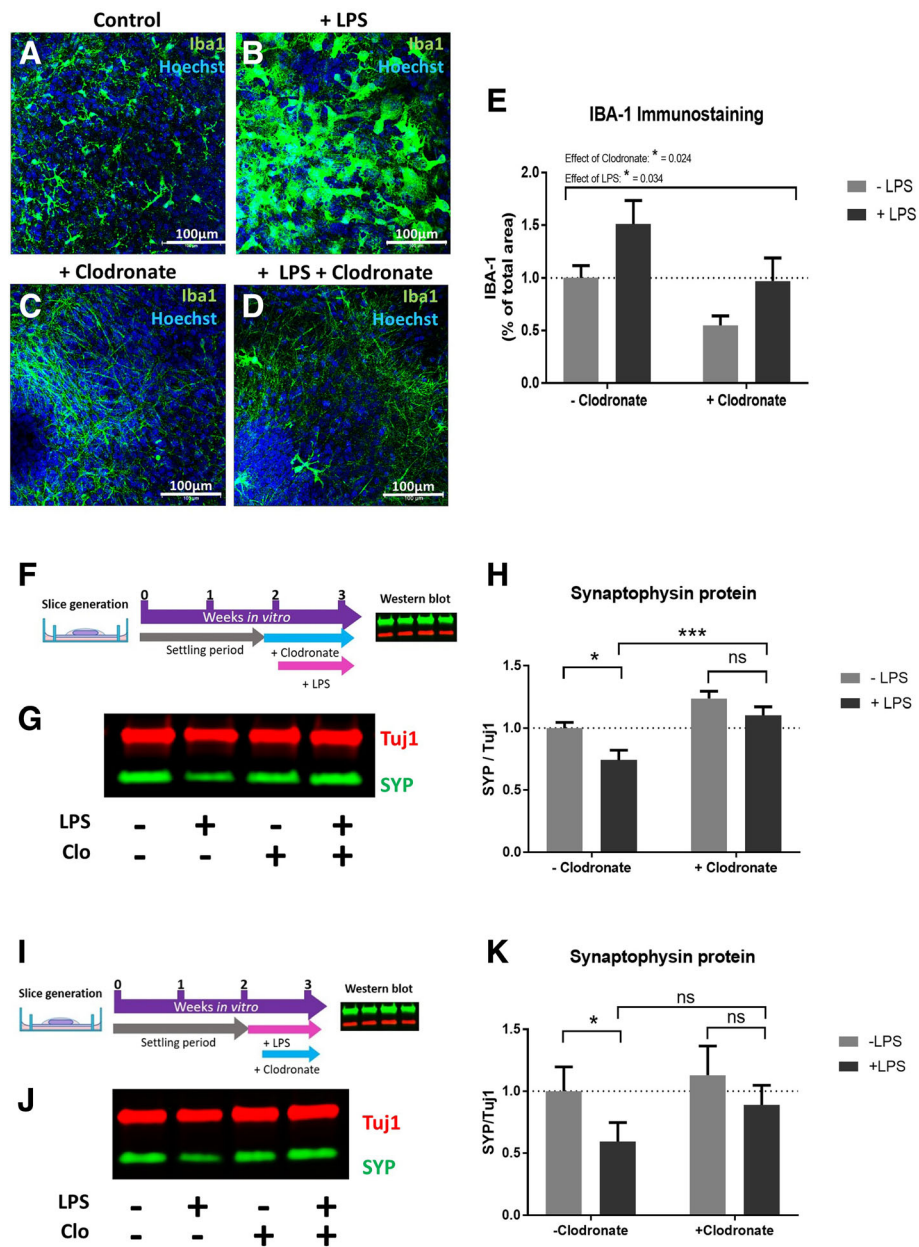 Control
+ LPS
A
Iba1
Hoechst
100µm
B
Iba1
Hoechst
100µm
+ Clodronate
+ LPS + Clodronate
C
Iba1
Hoechst
100µm
D
Iba1
Hoechst
100µm
E
IBA-1 Immunostaining
Effect of Clodronate: * = 0.024
Effect of LPS: * = 0.034
2.0
1.5
1.0
0.5
0.0
IBA-1
(% of total area)
- Clodronate
+ Clodronate
- LPS
+ LPS
F
Slice generation
0 1 2 3
Weeks in vitro
Settling period
+ Clodronate
+ LPS
Western blot
G
Tuj1
SYP
LPS - + - +
Clo - - + +
H
Synaptophysin protein
***
*
ns
1.5
1.0
0.5
0.0
SYP / Tuj1
- Clodronate
+ Clodronate
- LPS
+ LPS
I
Slice generation
0 1 2 3
Weeks in vitro
Settling period
+ LPS
+ Clodronate
Western blot
J
Tuj1
SYP
LPS - + - +
Clo - - + +
K
Synaptophysin protein
ns
*
ns
1.5
1.0
0.5
0.0
SYP/Tuj1
-Clodronate
+Clodronate
-LPS
+LPS